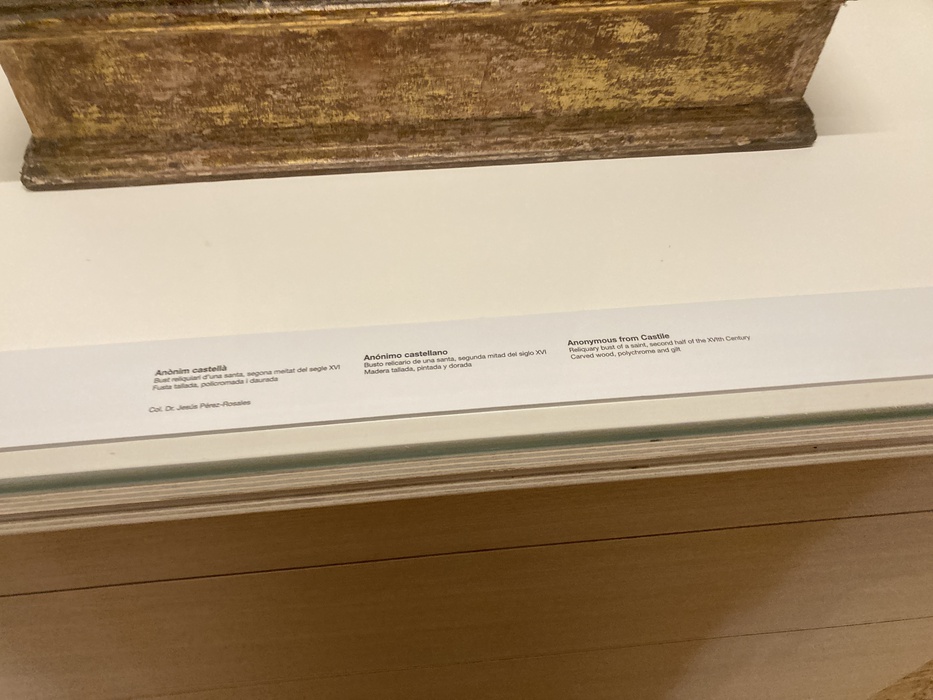 Anònim castellà
Bust reliquiari d'una santa, segona meitat del segle XVI
Fusta tallada, policromada i daurada
Col. Dr. Jesús Pérez-Rosales
Anónimo castellano
Busto relicario de una santa, segunda mitad del siglo XVI
Madera tallada, pintada y dorada
Anonymous from Castile
Reliquary bust of a saint, second half of the XVIth Century
Carved wood, polychrome and gilt